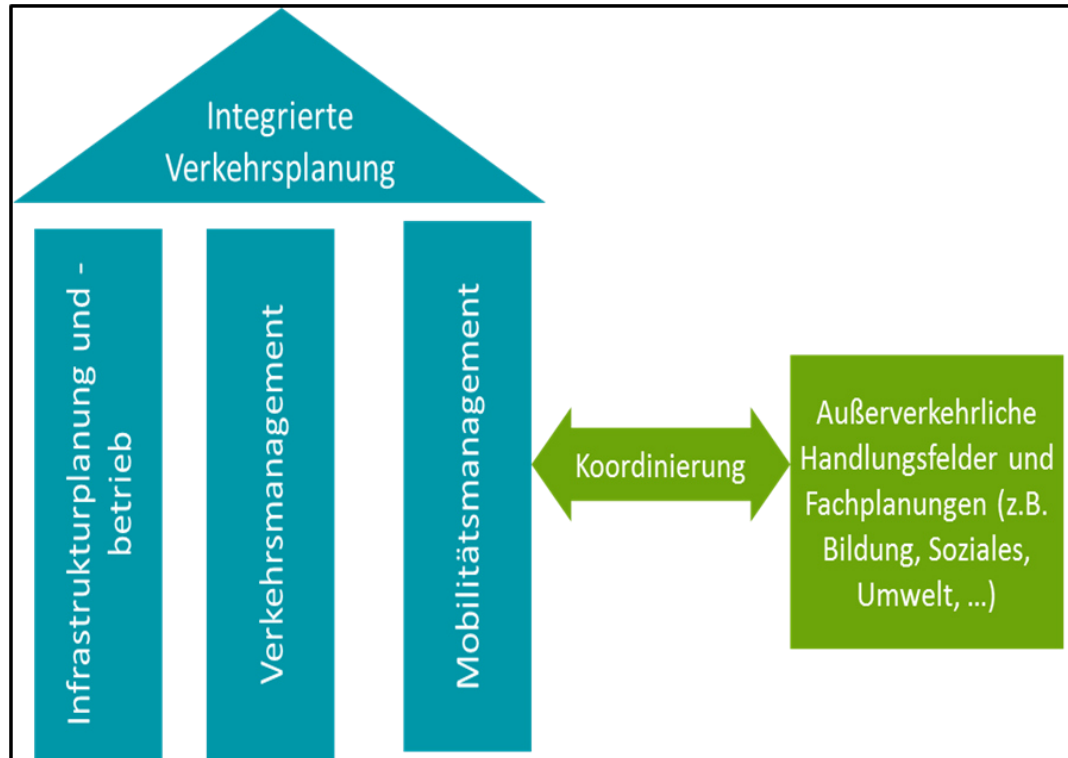 Integrierte
Verkehrsplanung
Infrastrukturplanung und -
betrieb
Verkehrsmanagement
Mobilitätsmanagement
Koordinierung
Außerverkehrliche
Handlungsfelder und
Fachplanungen (z.B.
Bildung, Soziales,
Umwelt, ...)